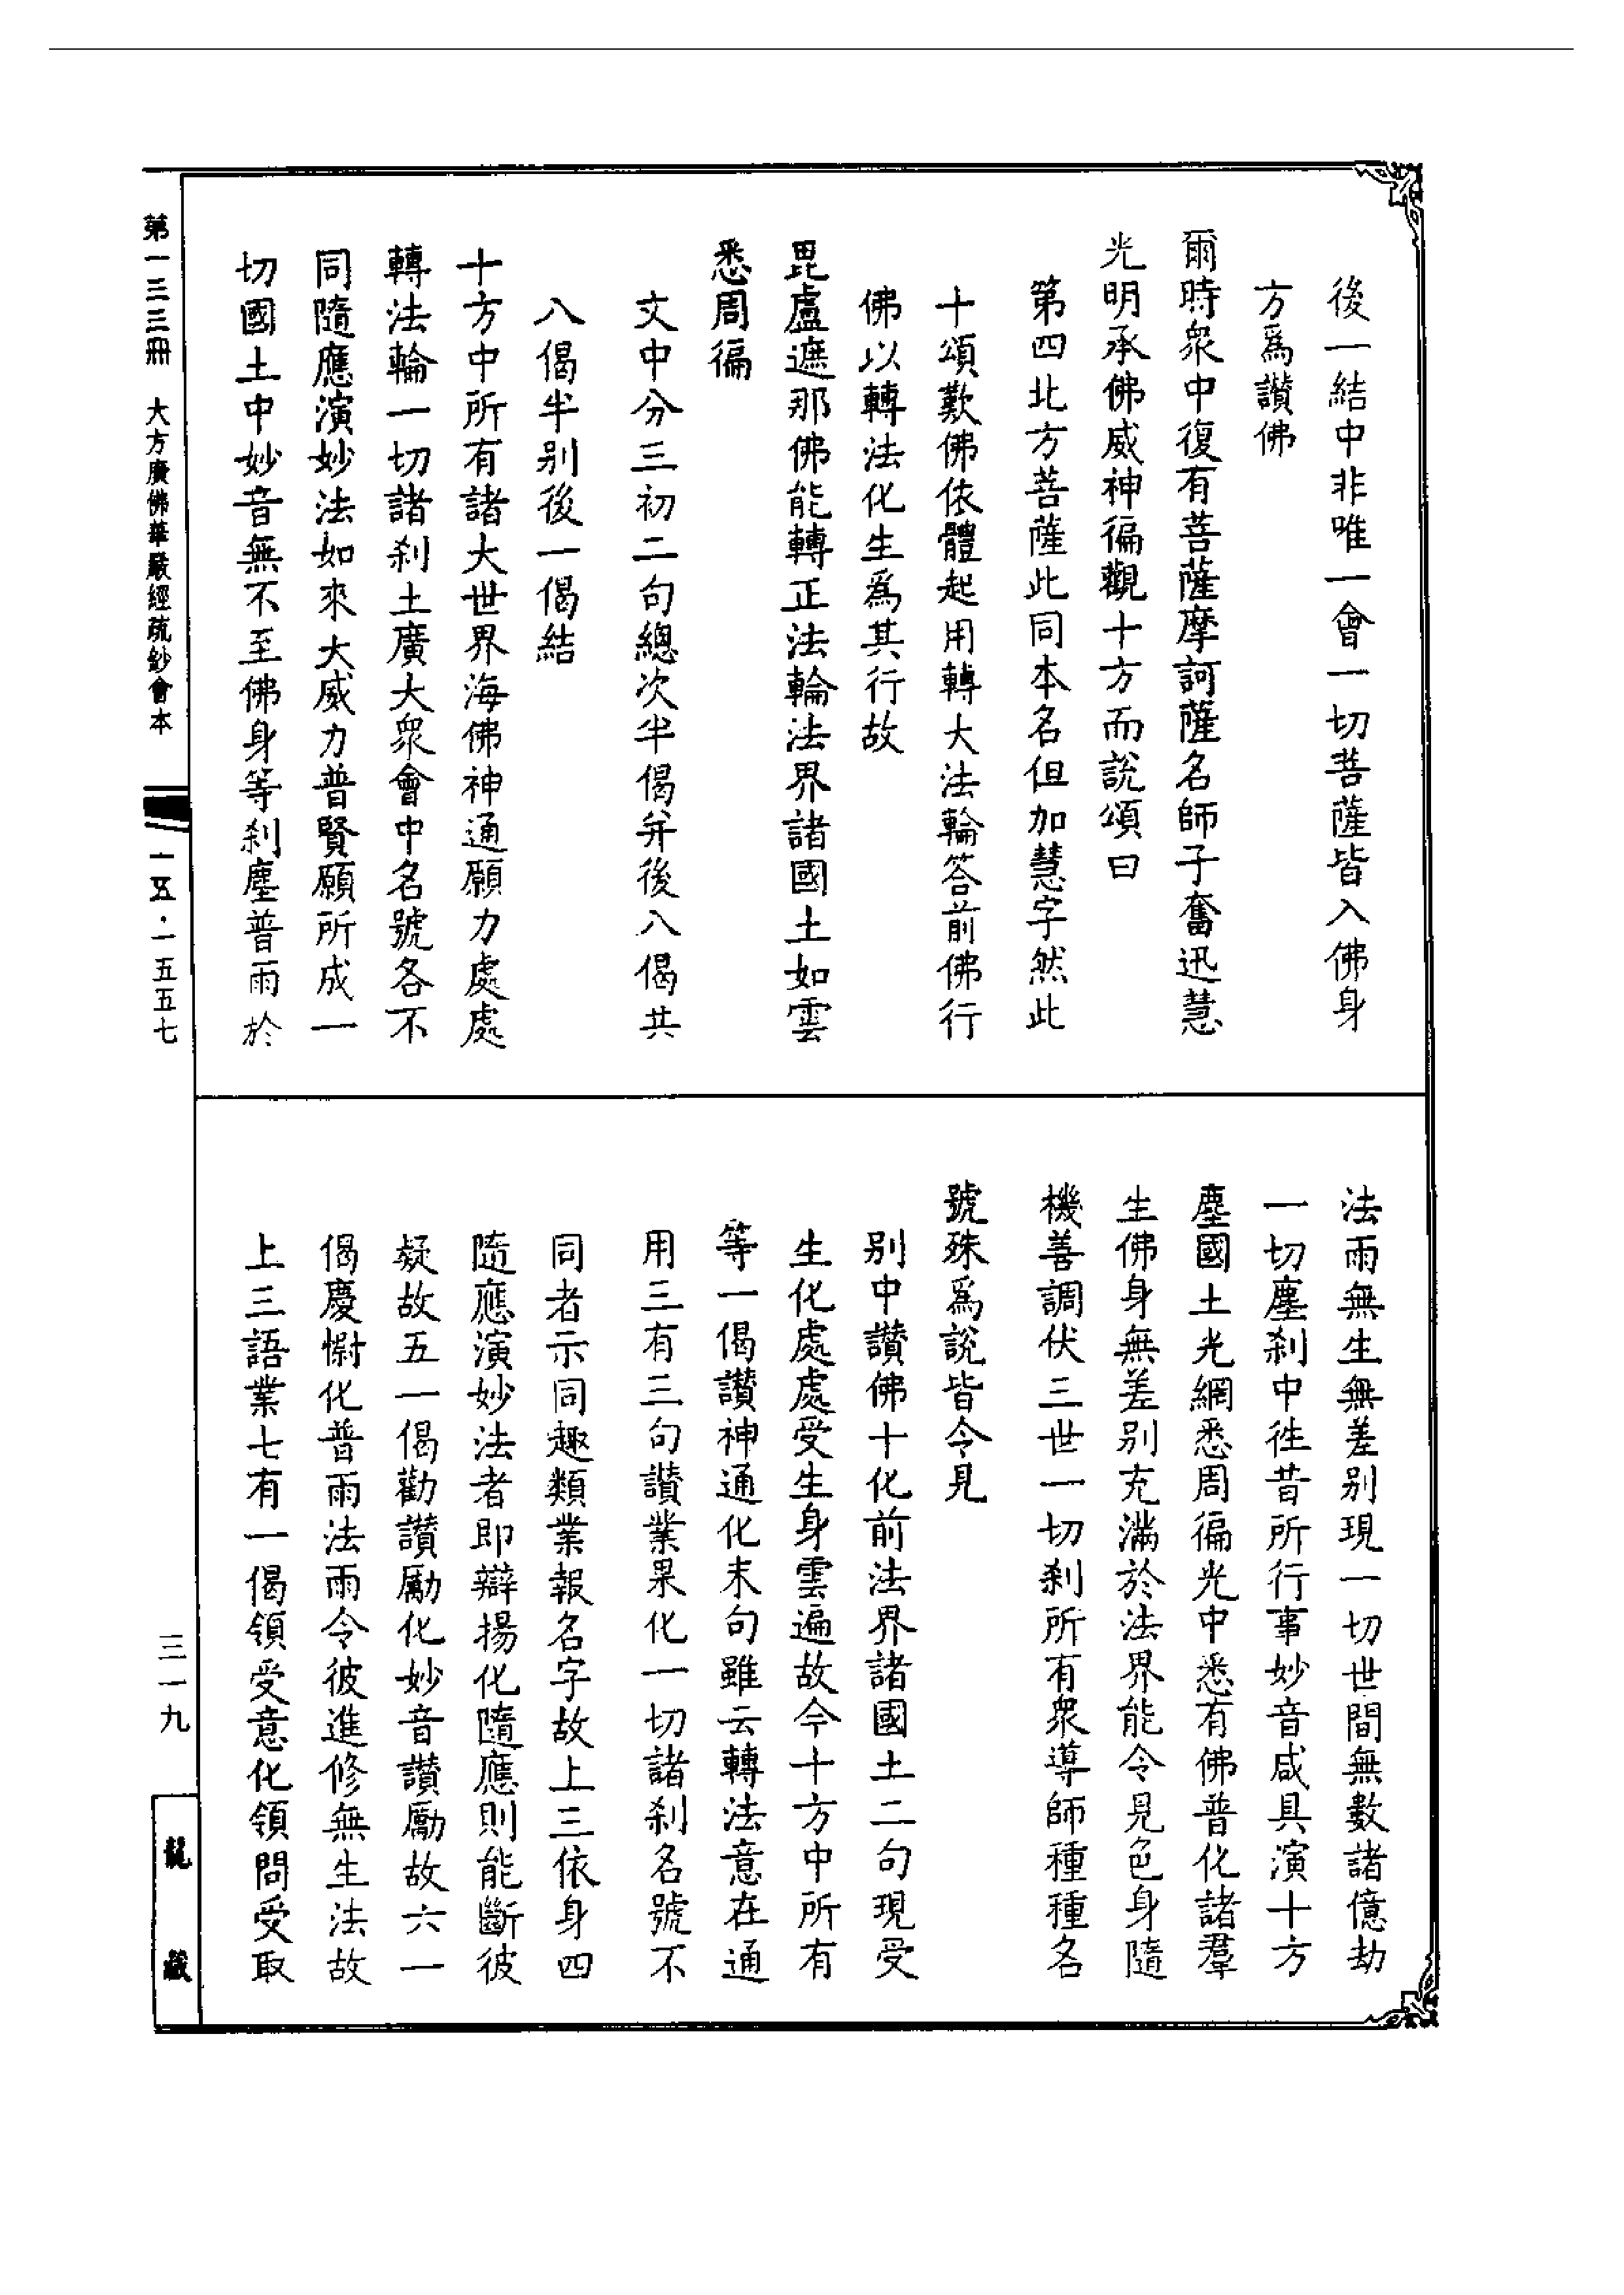 後一結中非唯一會一切菩薩皆入佛身
方爲讚佛
爾時衆中復有菩薩摩訶薩名師子奮迅慧
光明承佛威神徧觀十方而說頌曰
第四北方菩薩此同本名但加慧字然此
十頌歎佛依體起用轉大法輪答前佛行
佛以轉法化生爲其行故
毘盧遮那佛能轉正法輪法界諸國土如雲
悉周徧
文中分三初二句總次半偈幷後八偈共
八偈半別後一偈結
十方中所有諸大世界海佛神通願力處處
轉法輪一切諸刹土廣大衆會中名號各不
同隨應演妙法如來大威力普賢願所成一
切國土中妙音無不至佛身等刹塵普雨於
法雨無生無差別現一切世間無數諸億劫
一切塵刹中徃昔所行事妙音咸具演十方
塵國土光網悉周徧光中悉有佛普化諸羣
生佛身無差別充滿於法界能令見色身隨
機善調伏三世一切刹所有衆導師種種名
號殊爲說皆令見
別中讚佛十化前法界諸國土二句現受
生化處處受生身雲遍故今十方中所有
等一偈讚神通化末句雖云轉法意在通
用三有三句讚業果化一切諸刹名號不
同者示同趣類業報名字故上三依身四
隨應演妙法者即辯揚化隨應則能斷彼
疑故五一偈勸讚勵化妙音讚勵故六一
偈慶慰化普雨法雨令彼進修無生法故
上三語業七有一偈領受意化領問受取
第一三三冊 大方廣佛華嚴經疏鈔會本
一五·一五五七
三一九
龍藏